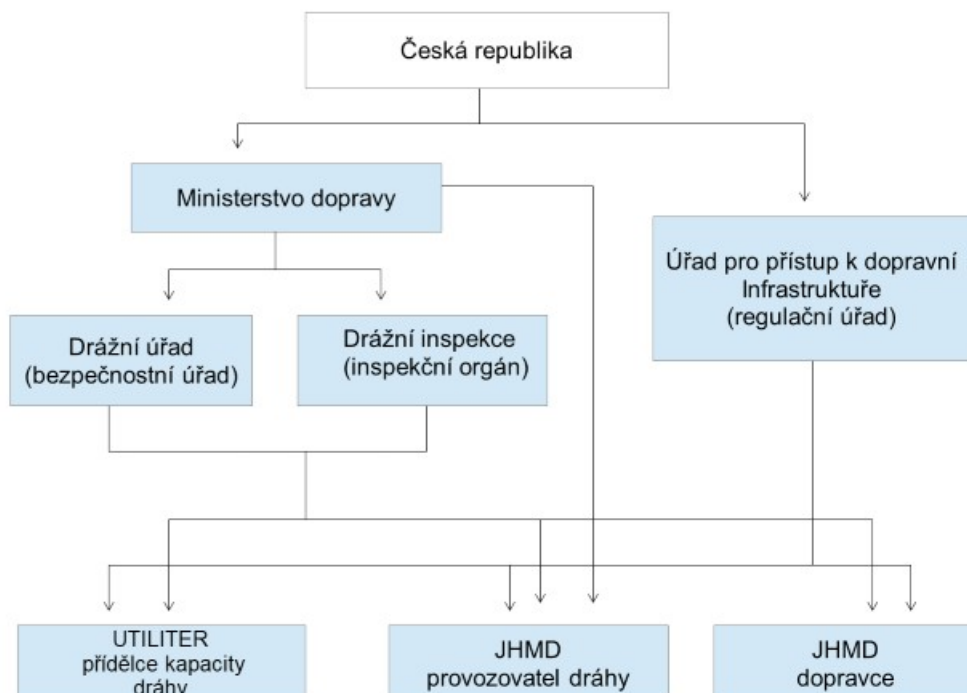 Česká republika
Ministerstvo dopravy
Úřad pro přístup k dopravní
Infrastruktuře
(regulační úřad)
Drážní úřad
(bezpečnostní úřad)
Drážní inspekce
(inspekční orgán)
UTILITER
přídělce kapacity
dráhy
JHMD
provozovatel dráhy
JHMD
dopravce